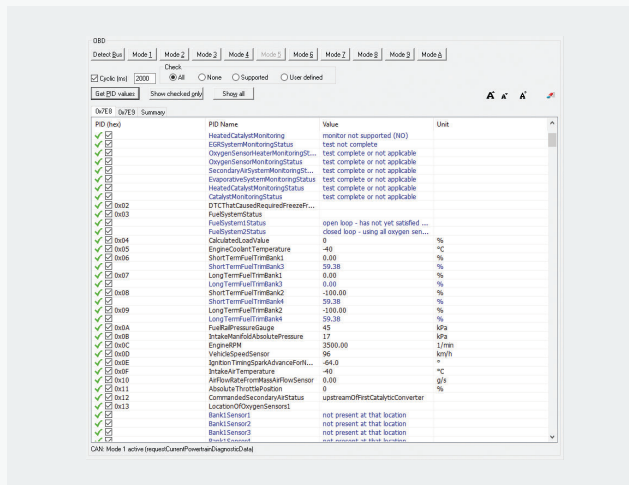 OBD
Detect Bus Mode 1 Mode 2 Mode 3 Mode 4 Mode 5 Mode 6 Mode 7 Mode 8 Mode 9 Mode A
Check
Cyclic (ms) 2000 All None Supported User defined
Get PID values Show checked only Show all A A A
0x7E8 0x7E9 Summary
PID (hex) PID Name Value Unit
HeatedCatalystMonitoring monitor not supported (NO)
EGRSystemMonitoringStatus test not complete
OxygenSensorHeaterMonitoringSt... test complete or not applicable
OxygenSensorMonitoringStatus test complete or not applicable
SecondaryAirSystemMonitoringSt... test complete or not applicable
EvaporativeSystemMonitoringStatus test complete or not applicable
HeatedCatalystMonitoringStatus test complete or not applicable
CatalystMonitoringStatus test complete or not applicable
0x02 DTCThatCausedRequiredFreezeFr...
0x03 FuelSystemStatus
FuelSystem1Status open loop - has not yet satisfied ...
FuelSystem2Status closed loop - using all oxygen sen...
0x04 CalculatedLoadValue 0 %
0x05 EngineCoolantTemperature -40 °C
0x06 ShortTermFuelTrimBank1 0.00 %
ShortTermFuelTrimBank3 59.38 %
0x07 LongTermFuelTrimBank1 0.00 %
LongTermFuelTrimBank3 0.00 %
0x08 ShortTermFuelTrimBank2 -100.00 %
ShortTermFuelTrimBank4 59.38 %
0x09 LongTermFuelTrimBank2 -100.00 %
LongTermFuelTrimBank4 59.38 %
0x0A FuelRailPressureGauge 45 kPa
0x0B IntakeManifoldAbsolutePressure 17 kPa
0x0C EngineRPM 3500.00 1/min
0x0D VehicleSpeedSensor 96 km/h
0x0E IgnitionTimingSparkAdvanceForN... -64.0 °
0x0F IntakeAirTemperature -40 °C
0x10 AirFlowRateFromMassAirFlowSensor 0.00 g/s
0x11 AbsoluteThrottlePosition 0 %
0x12 CommandedSecondaryAirStatus upstreamOfFirstCatalyticConverter
0x13 LocationOfOxygenSensors1
Bank1Sensor1 not present at that location
Bank1Sensor2 not present at that location
Bank1Sensor3 not present at that location
Bank1Sensor4 not present at that location
CAN: Mode 1 active (requestCurrentPowertrainDiagnosticData)